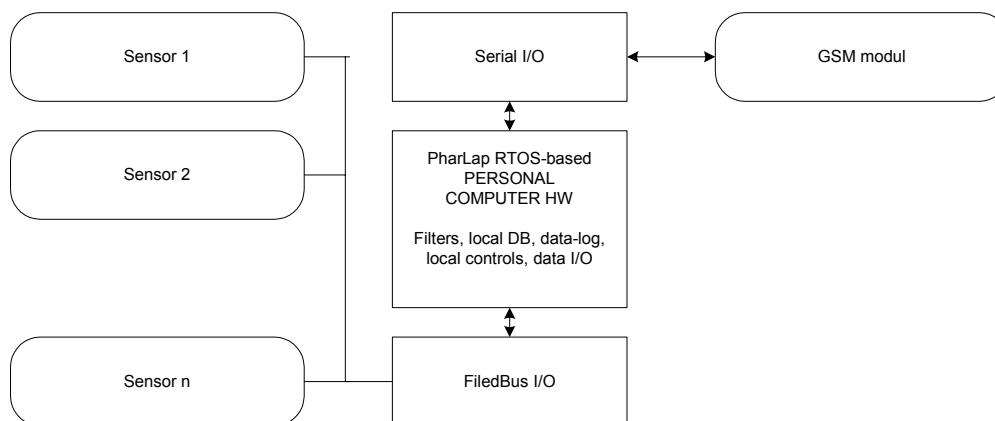 Sensor 1
Serial I/O
GSM modul
Sensor 2
PharLap RTOS-based
PERSONAL
COMPUTER HW
Filters, local DB, data-log,
local controls, data I/O
Sensor n
FiledBus I/O